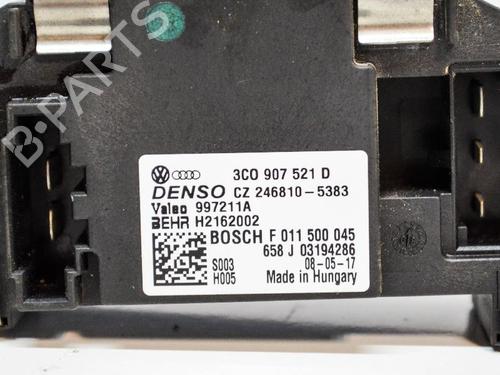 3C0 907 521 D
DENSO CZ 246810-5383
Valeo 997211A
BEHR H2162002
BOSCH F 011 500 045
658 J 03194286
S003 08-05-17
H005 Made in Hungary
B-PARTS